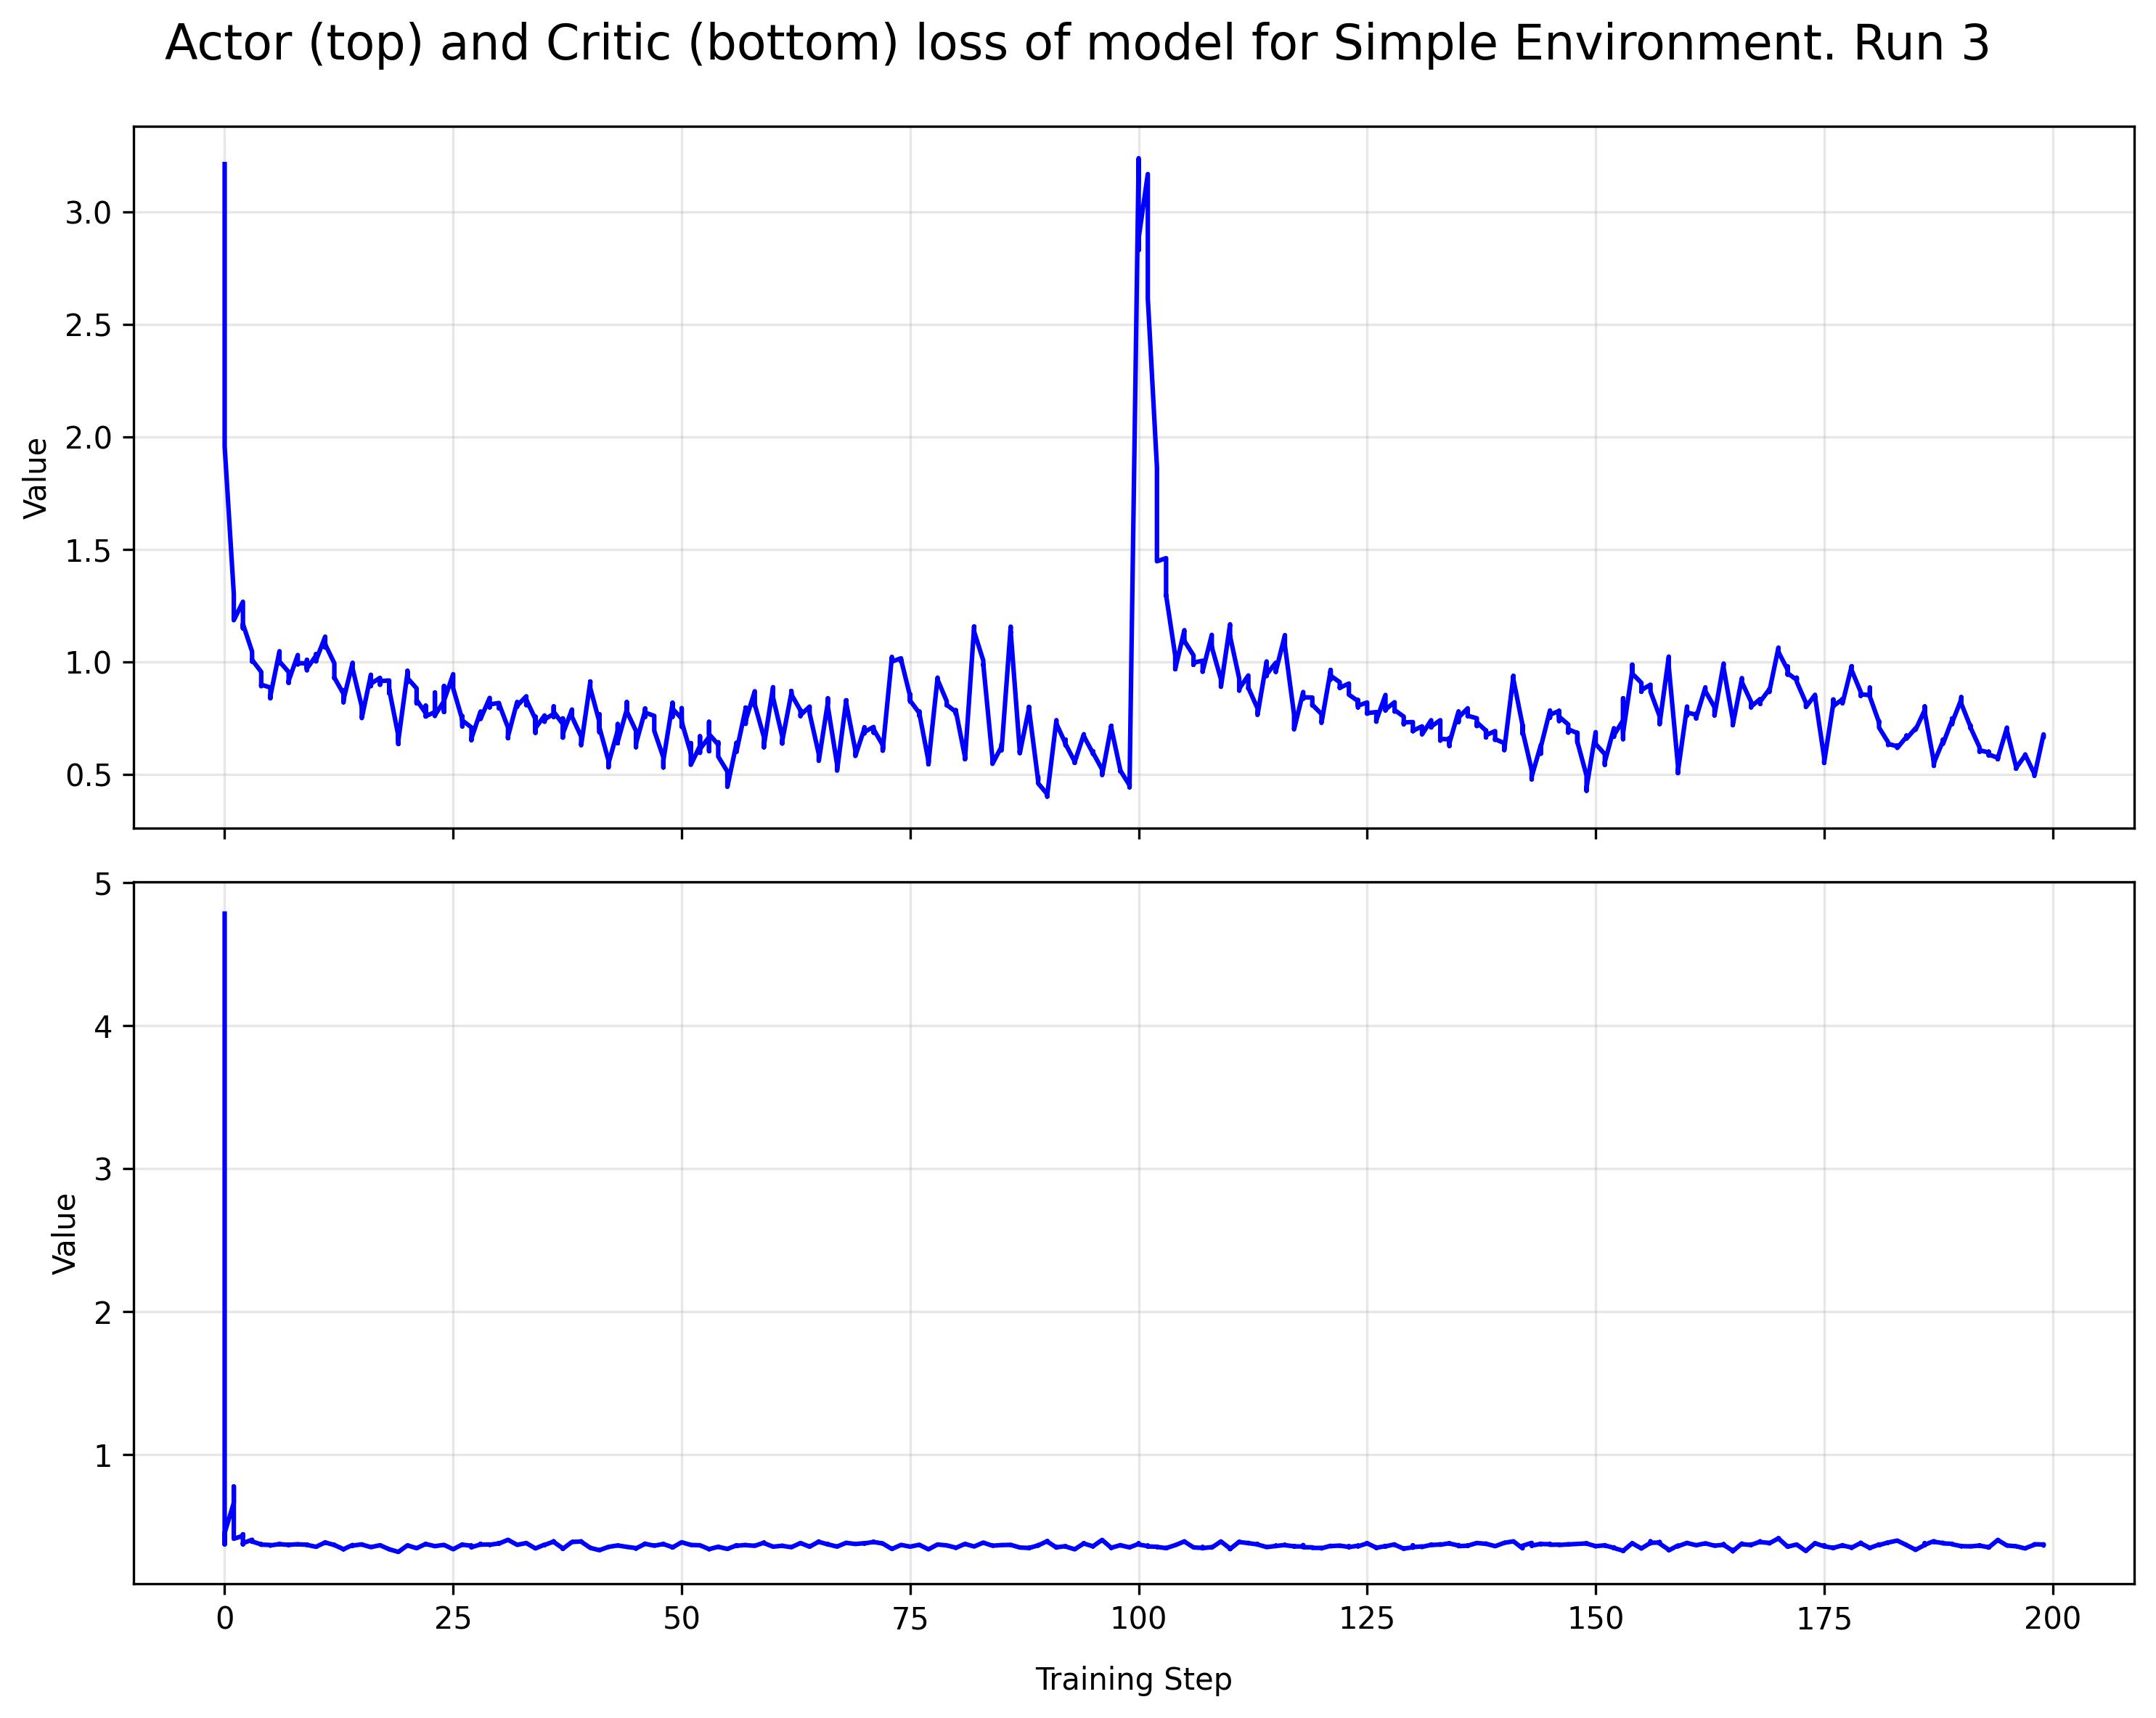 Actor (top) and Critic (bottom) loss of model for Simple Environment. Run 3
3.0
2.5
2.0
1.5
1.0
0.5
Value
5
4
3
2
1
Value
0 25 50 75 100 125 150 175 200
Training Step